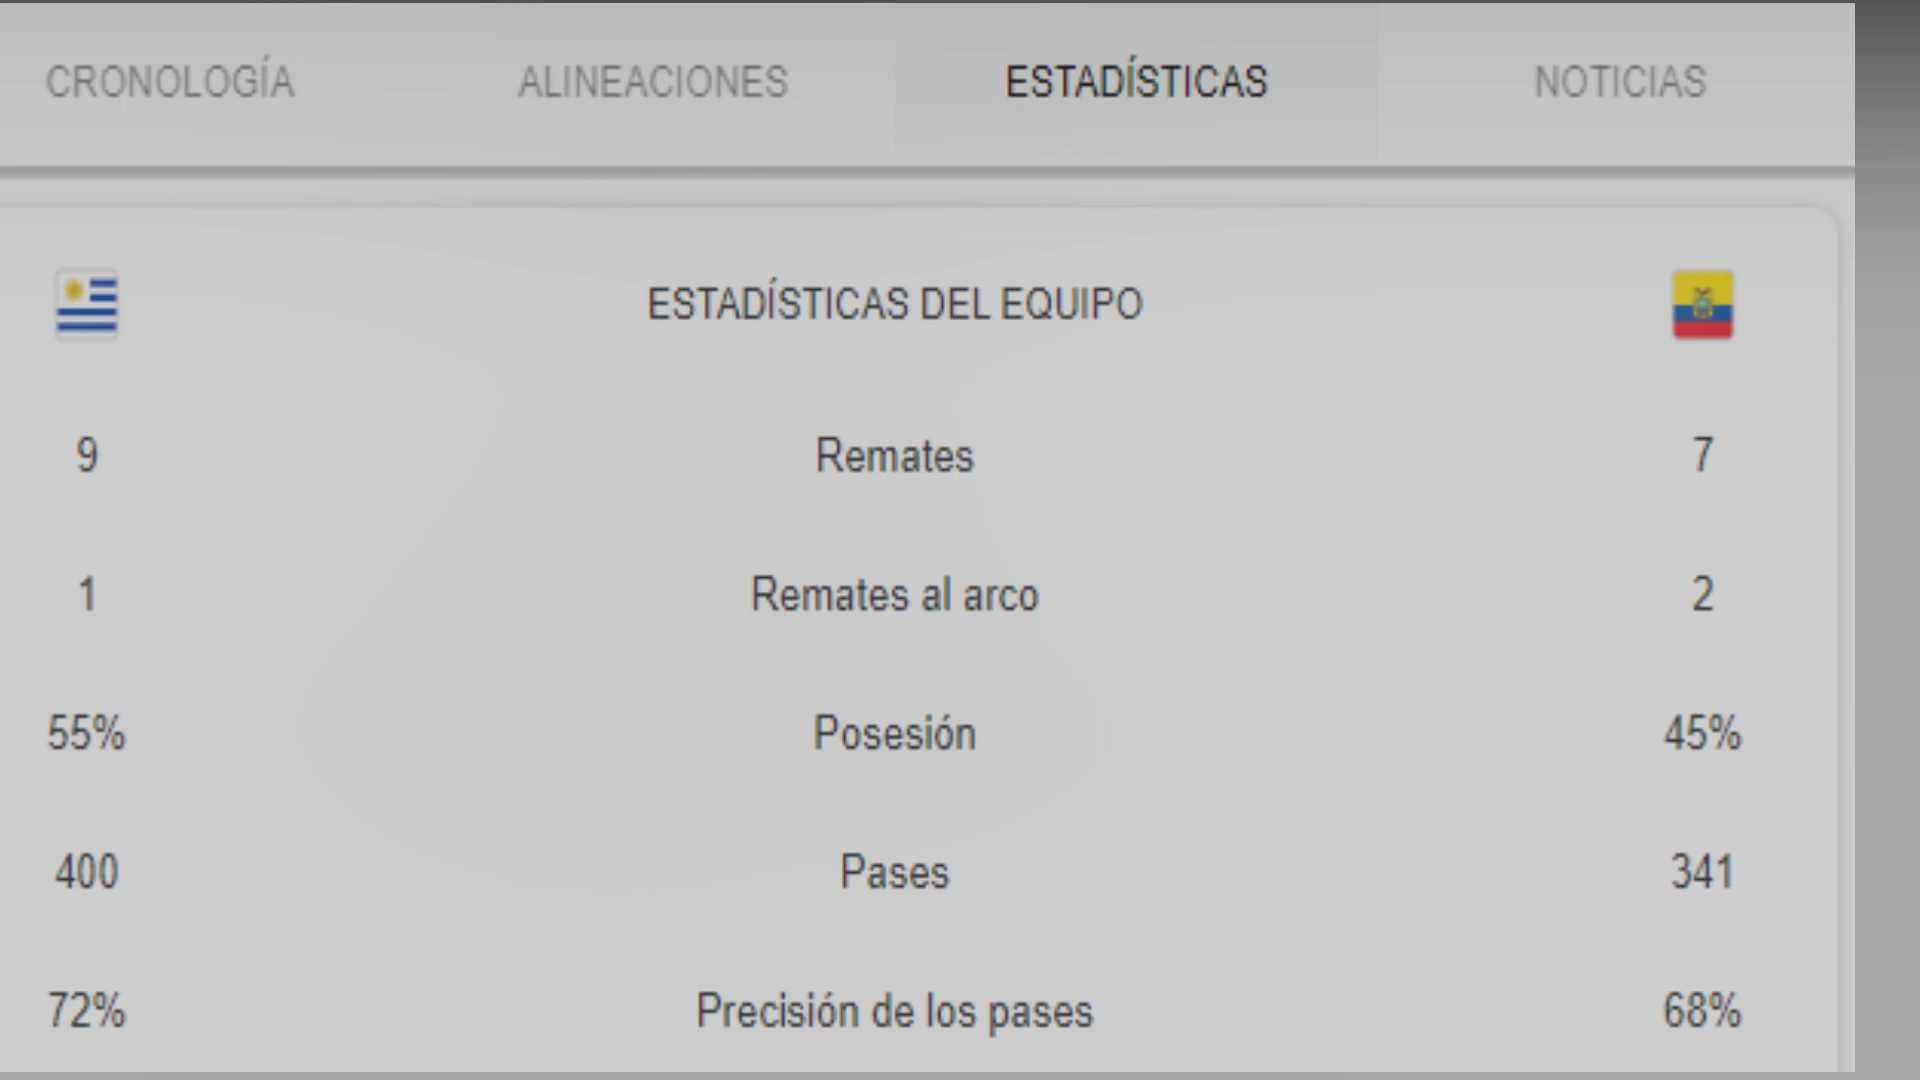 CRONOLOGÍA ALINEACIONES ESTADÍSTICAS NOTICIAS
ESTADÍSTICAS DEL EQUIPO
9 Remates 7
1 Remates al arco 2
55% Posesión 45%
400 Pases 341
72% Precisión de los pases 68%